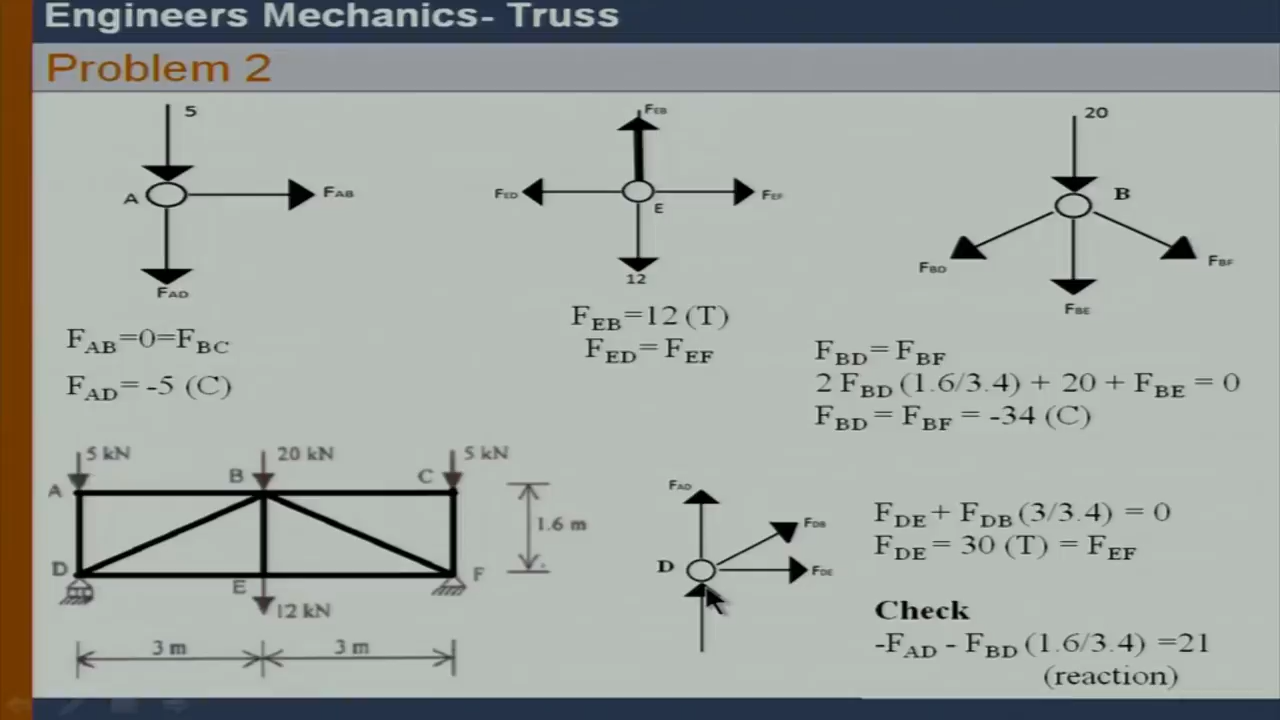 Engineers Mechanics- Truss
Problem 2
5
A
FAB
FAD
FAB=0=FBC
FAD= -5 (C)
FEB
FED
FEF
E
12
FEB=12 (T)
FED= FEF
20
B
FBD
FBF
FBE
FBD= FBF
2 FBD (1.6/3.4) + 20 + FBE = 0
FBD = FBF = -34 (C)
5 kN
20 kN
5 kN
A
B
C
1.6 m
D
E
F
12 kN
3 m
3 m
FAD
FDB
D
FDE
FDE + FDB (3/3.4) = 0
FDE = 30 (T) = FEF
Check
-FAD - FBD (1.6/3.4) =21
(reaction)